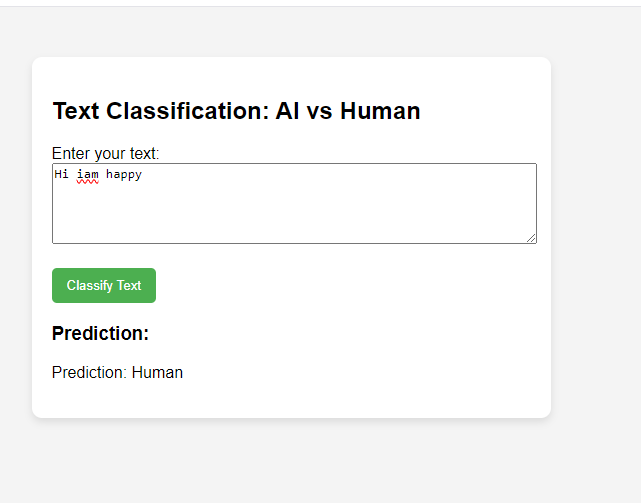 Text Classification: AI vs Human
Enter your text:
Hi iam happy
Classify Text
Prediction:
Prediction: Human